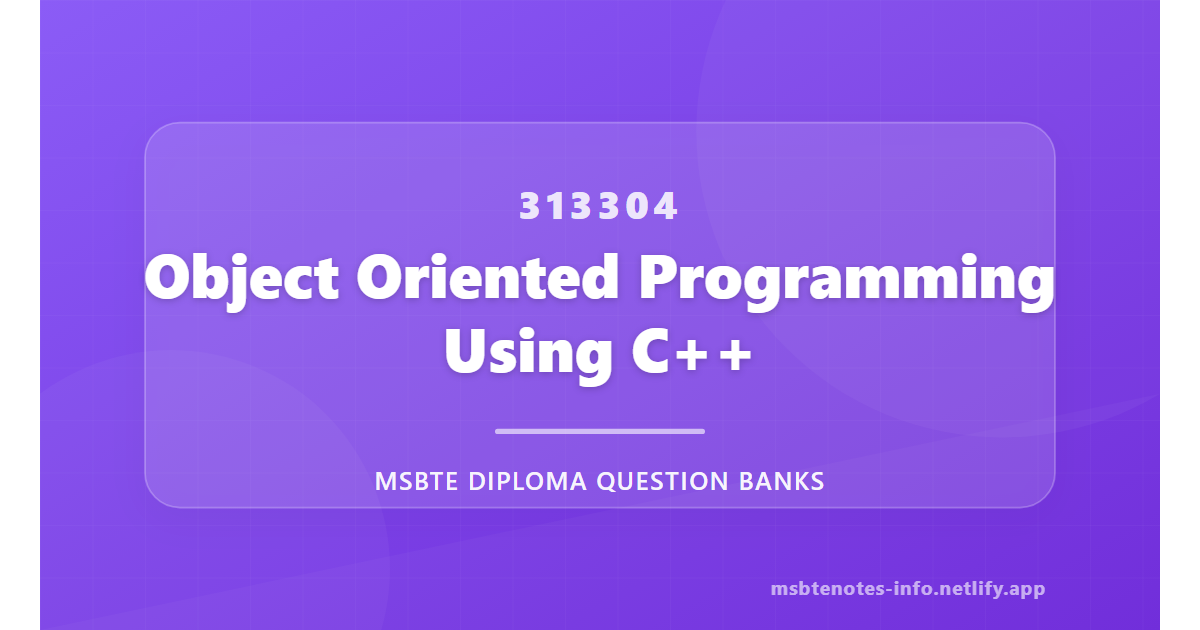 313304
Object Oriented Programming
Using C++
MSBTE DIPLOMA QUESTION BANKS
msbtenotes-info.netlify.app